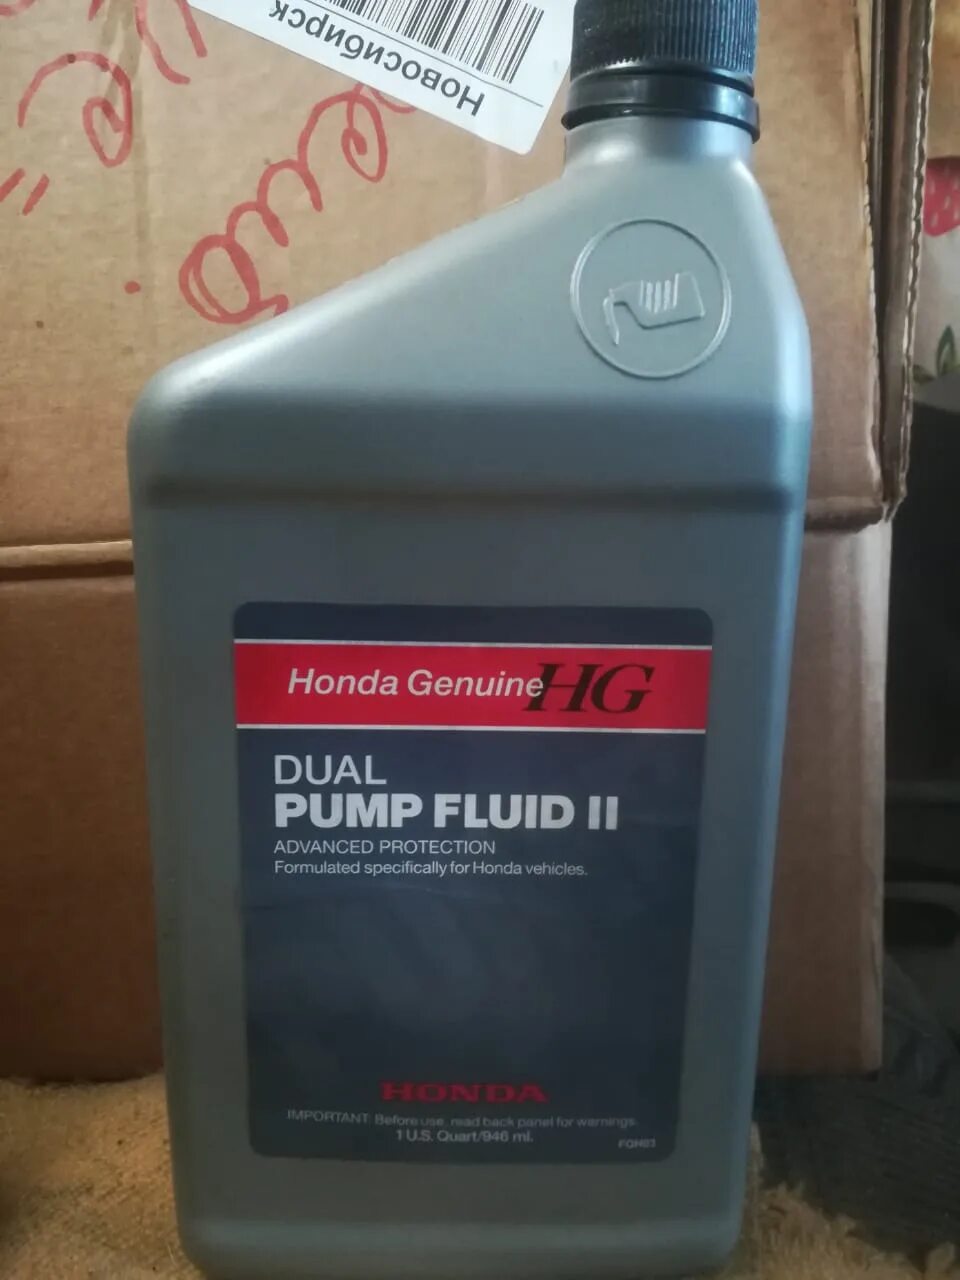 Новосибирск
Honda Genuine HG
DUAL
PUMP FLUID II
ADVANCED PROTECTION
Formulated specifically for Honda vehicles.
HONDA
IMPORTANT: Before use, read back panel for warnings.
1 U.S. Quart/946 ml.